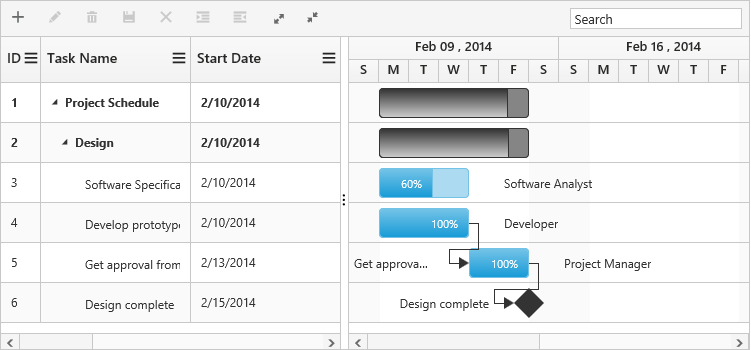 Search
ID Task Name Start Date
Feb 09 , 2014 Feb 16 , 2014
S M T W T F S S M T W T F S
1 Project Schedule 2/10/2014
2 Design 2/10/2014
3 Software Specifica 2/10/2014 60% Software Analyst
4 Develop prototype 2/10/2014 100% Developer
5 Get approval from 2/13/2014 Get approva... 100% Project Manager
6 Design complete 2/15/2014 Design complete